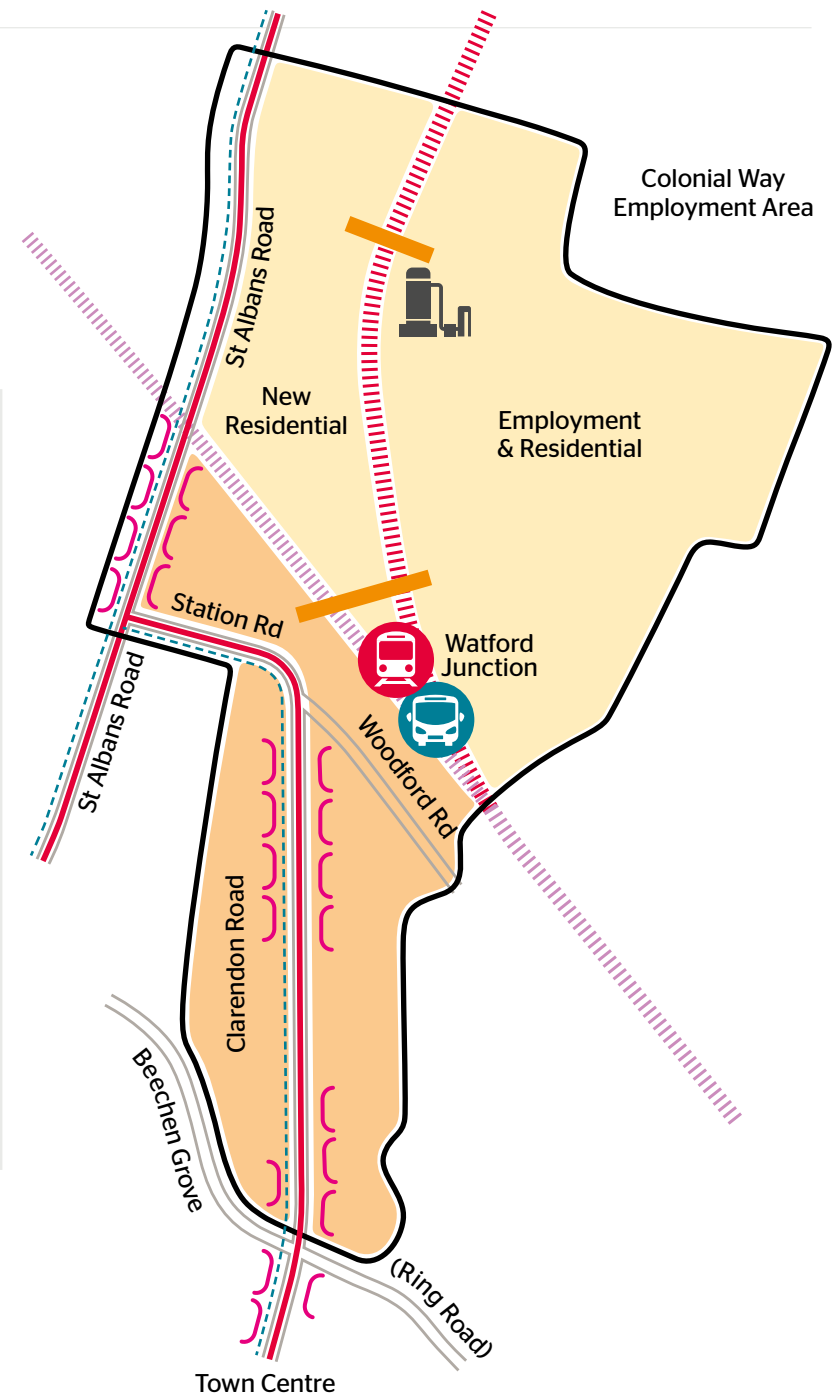 Colonial Way
Employment Area
St Albans Road
New
Residential
Employment
& Residential
Station Rd
Watford
Junction
St Albans Road
Woodford Rd
Clarendon Road
Beechen Grove
(Ring Road)
Town Centre